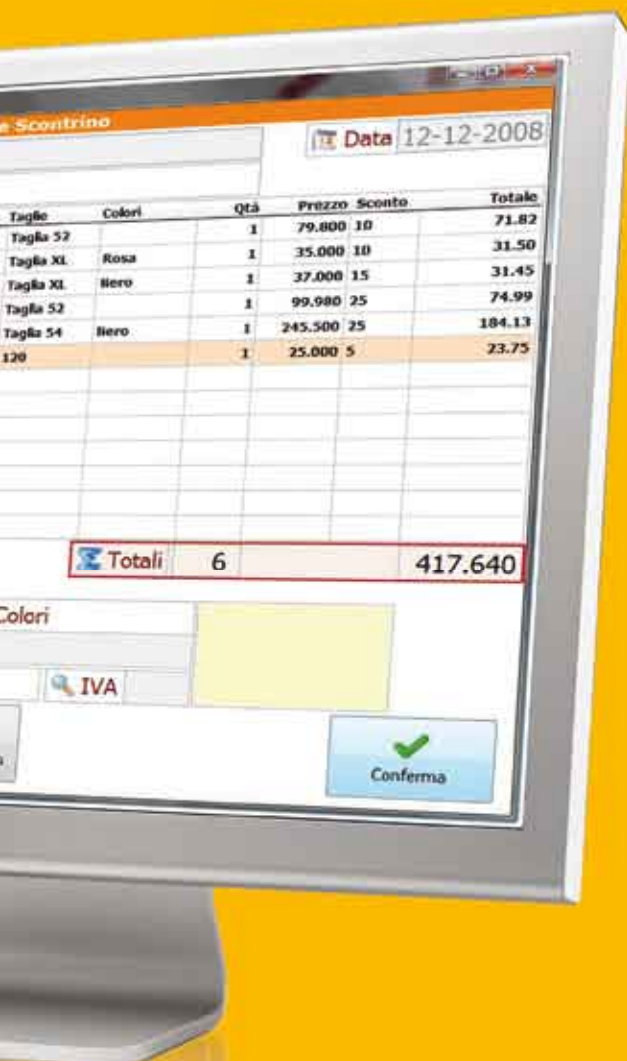 e Scontrino
Data 12-12-2008
Taglie Colori Qtà Prezzo Sconto Totale
Taglia 52 1 79.800 10 71.82
Taglia XL Rosa 1 35.000 10 31.50
Taglia XL Nero 1 37.000 15 31.45
Taglia 52 1 99.980 25 74.99
Taglia 54 Nero 1 245.500 25 184.13
120 1 25.000 5 23.75
Totali 6 417.640
Colori
IVA
Conferma